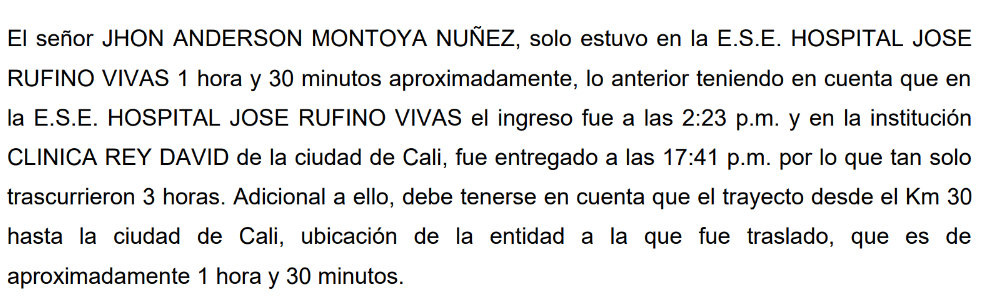 El señor JHON ANDERSON MONTOYA NUÑEZ, solo estuvo en la E.S.E. HOSPITAL JOSE
RUFINO VIVAS 1 hora y 30 minutos aproximadamente, lo anterior teniendo en cuenta que en
la E.S.E. HOSPITAL JOSE RUFINO VIVAS el ingreso fue a las 2:23 p.m. y en la institución
CLINICA REY DAVID de la ciudad de Cali, fue entregado a las 17:41 p.m. por lo que tan solo
trascurrieron 3 horas. Adicional a ello, debe tenerse en cuenta que el trayecto desde el Km 30
hasta la ciudad de Cali, ubicación de la entidad a la que fue traslado, que es de
aproximadamente 1 hora y 30 minutos.